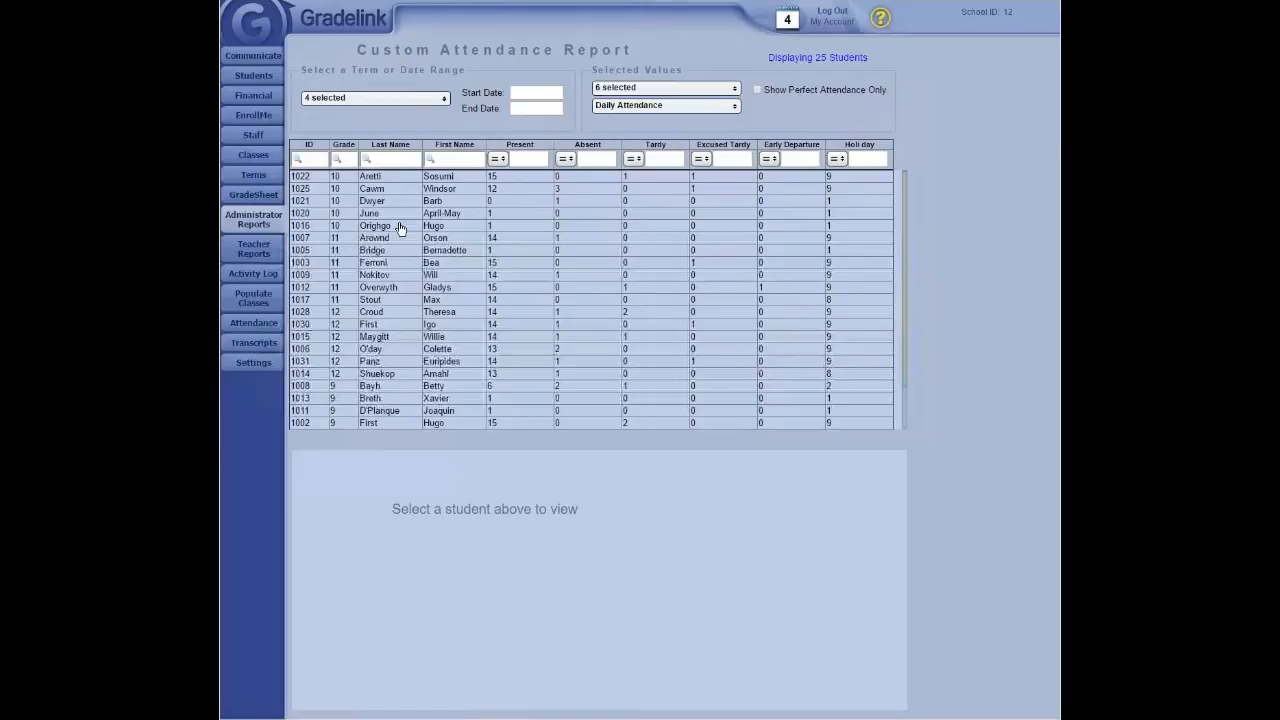 Gradelink
4
Log Out
My Account
?
School ID: 12
Communicate
Students
Financial
EnrollMe
Staff
Classes
Terms
GradeSheet
Administrator
Reports
Teacher
Reports
Activity Log
Populate
Classes
Attendance
Transcripts
Settings
Custom Attendance Report
Displaying 25 Students
Select a Term or Date Range
4 selected
Start Date:
End Date:
Selected Values
6 selected
Daily Attendance
Show Perfect Attendance Only
ID Grade Last Name First Name Present Absent Tardy Excused Tardy Early Departure Holi day
= = = = = =
1022 10 Aretti Sosumi 15 0 1 1 0 9
1025 10 Cawm Windsor 12 3 0 1 0 9
1021 10 Dwyer Barb 0 1 0 0 0 1
1020 10 June April-May 1 0 0 0 0 1
1016 10 Orighgo Hugo 1 0 0 0 0 1
1007 11 Arownd Orson 14 1 0 0 0 9
1005 11 Bridge Bernadette 1 0 0 0 0 1
1003 11 Ferroni Bea 15 0 0 1 0 9
1009 11 Nokitov Will 14 1 0 0 0 9
1012 11 Overwyth Gladys 15 0 1 0 1 9
1017 11 Stout Max 14 0 0 0 0 8
1028 12 Croud Theresa 14 1 2 0 0 9
1030 12 First Igo 14 1 0 1 0 9
1015 12 Maygitt Willie 14 1 1 0 0 9
1006 12 O'day Colette 13 2 0 0 0 9
1031 12 Panz Euripides 14 1 0 1 0 9
1014 12 Shuekop Amahl 13 1 0 0 0 8
1008 9 Bayh Betty 6 2 1 0 0 2
1013 9 Breth Xavier 1 0 0 0 0 1
1011 9 D'Planque Joaquin 1 0 0 0 0 1
1002 9 First Hugo 15 0 2 0 0 9
Select a student above to view